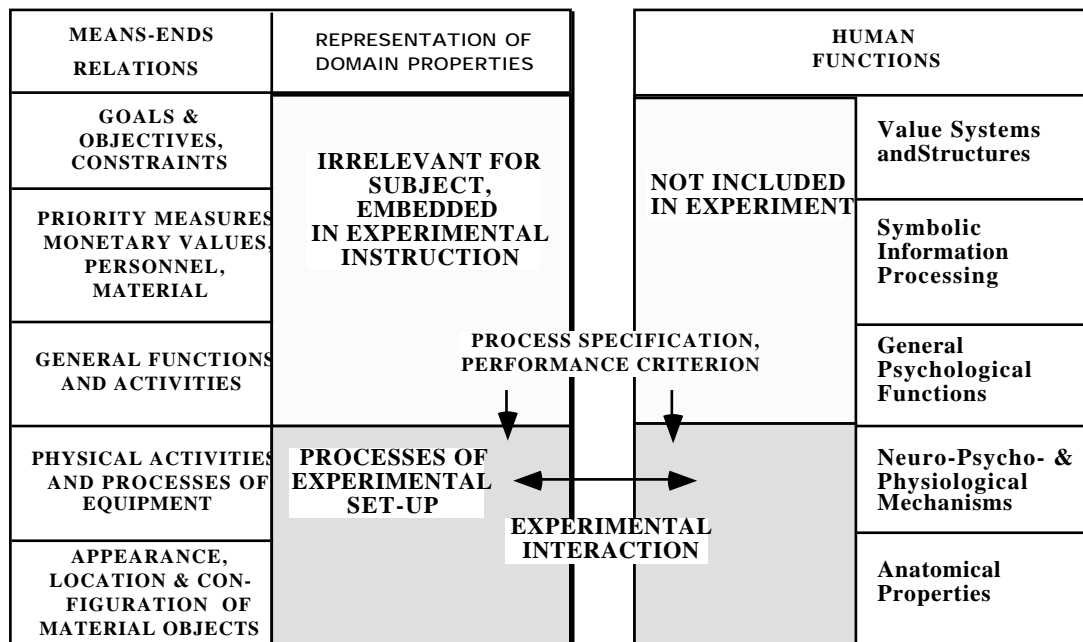 MEANS-ENDS
RELATIONS
REPRESENTATION OF
DOMAIN PROPERTIES
HUMAN
FUNCTIONS
GOALS &
OBJECTIVES,
CONSTRAINTS
IRRELEVANT FOR
SUBJECT,
EMBEDDED
IN EXPERIMENTAL
INSTRUCTION
NOT INCLUDED
IN EXPERIMENT
Value Systems
andStructures
PRIORITY MEASURES
MONETARY VALUES,
PERSONNEL,
MATERIAL
Symbolic
Information
Processing
GENERAL FUNCTIONS
AND ACTIVITIES
PROCESS SPECIFICATION,
PERFORMANCE CRITERION
General
Psychological
Functions
PHYSICAL ACTIVITIES
AND PROCESSES OF
EQUIPMENT
PROCESSES OF
EXPERIMENTAL
SET-UP
EXPERIMENTAL
INTERACTION
Neuro-Psycho- &
Physiological
Mechanisms
APPEARANCE,
LOCATION & CON-
FIGURATION OF
MATERIAL OBJECTS
Anatomical
Properties